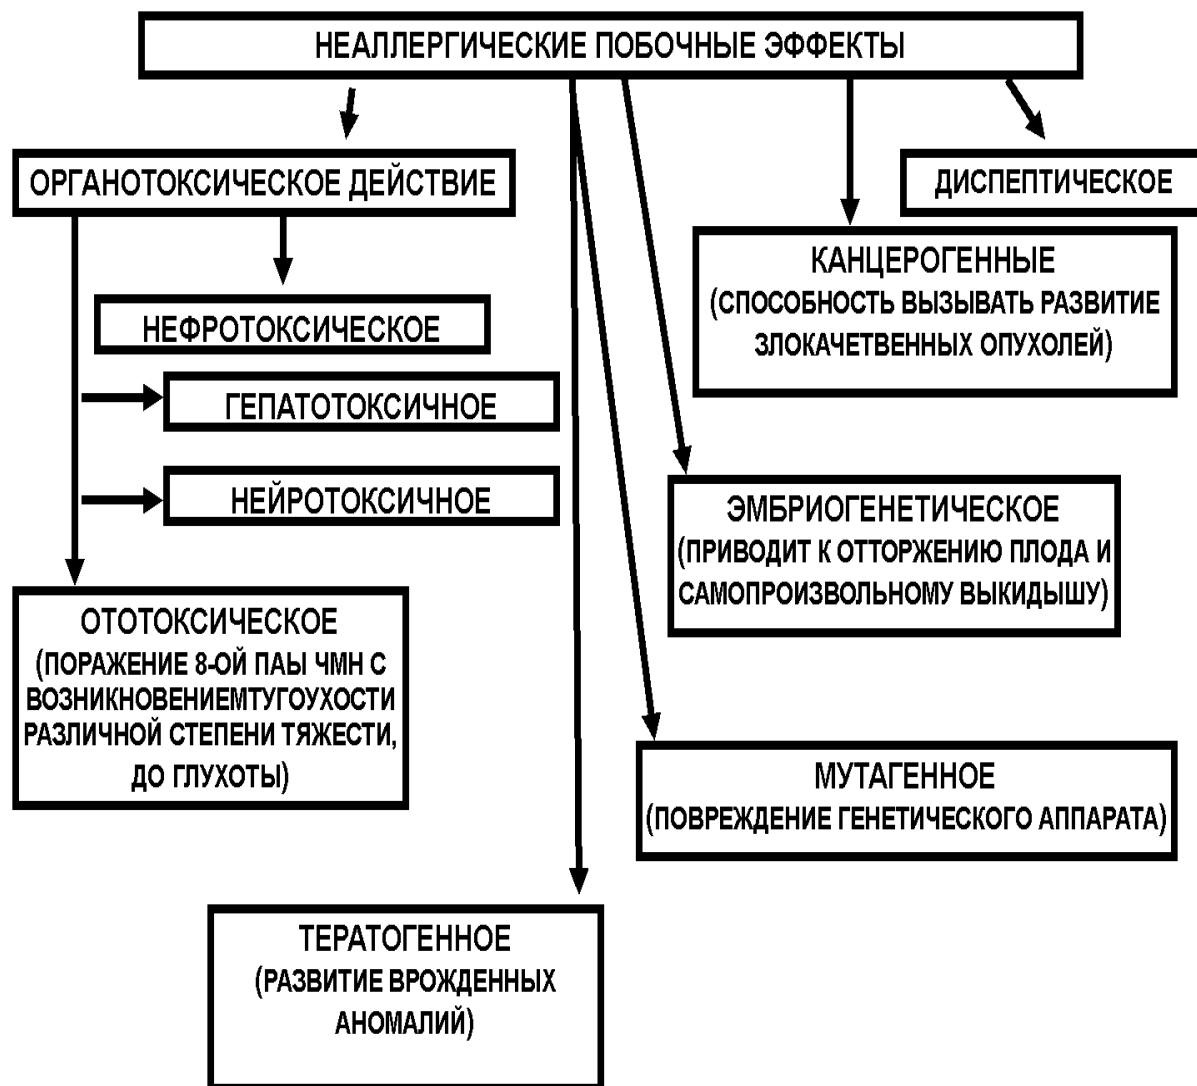 НЕАЛЛЕРГИЧЕСКИЕ ПОБОЧНЫЕ ЭФФЕКТЫ
ОРГАНОТОКСИЧЕСКОЕ ДЕЙСТВИЕ
ДИСПЕПТИЧЕСКОЕ
КАНЦЕРОГЕННЫЕ
(СПОСОБНОСТЬ ВЫЗЫВАТЬ РАЗВИТИЕ
ЗЛОКАЧЕТВЕННЫХ ОПУХОЛЕЙ)
НЕФРОТОКСИЧЕСКОЕ
ГЕПАТОТОКСИЧНОЕ
НЕЙРОТОКСИЧНОЕ
ЭМБРИОГЕНЕТИЧЕСКОЕ
(ПРИВОДИТ К ОТТОРЖЕНИЮ ПЛОДА И
САМОПРОИЗВОЛЬНОМУ ВЫКИДЫШУ)
ОТОТОКСИЧЕСКОЕ
(ПОРАЖЕНИЕ 8-ОЙ ПАЫ ЧМН С
ВОЗНИКНОВЕНИЕМТУГОУХОСТИ
РАЗЛИЧНОЙ СТЕПЕНИ ТЯЖЕСТИ,
ДО ГЛУХОТЫ)
МУТАГЕННОЕ
(ПОВРЕЖДЕНИЕ ГЕНЕТИЧЕСКОГО АППАРАТА)
ТЕРАТОГЕННОЕ
(РАЗВИТИЕ ВРОЖДЕННЫХ
АНОМАЛИЙ)